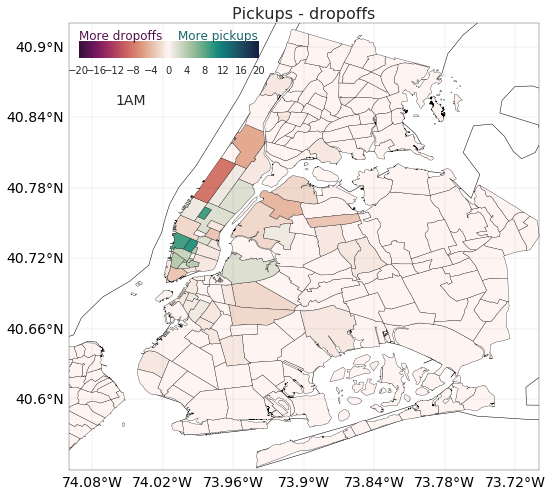 Pickups - dropoffs
40.9°N
More dropoffs More pickups
−20 −16 −12 −8 −4 0 4 8 12 16 20
1AM
40.84°N
40.78°N
40.72°N
40.66°N
40.6°N
74.08°W 74.02°W 73.96°W 73.9°W 73.84°W 73.78°W 73.72°W